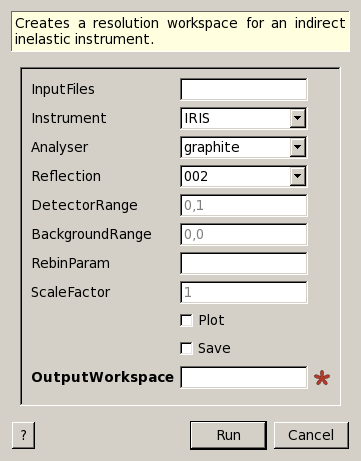 Creates a resolution workspace for an indirect
inelastic instrument.
InputFiles
Instrument IRIS
Analyser graphite
Reflection 002
DetectorRange 0,1
BackgroundRange 0,0
RebinParam
ScaleFactor 1
Plot
Save
OutputWorkspace *
? Run Cancel